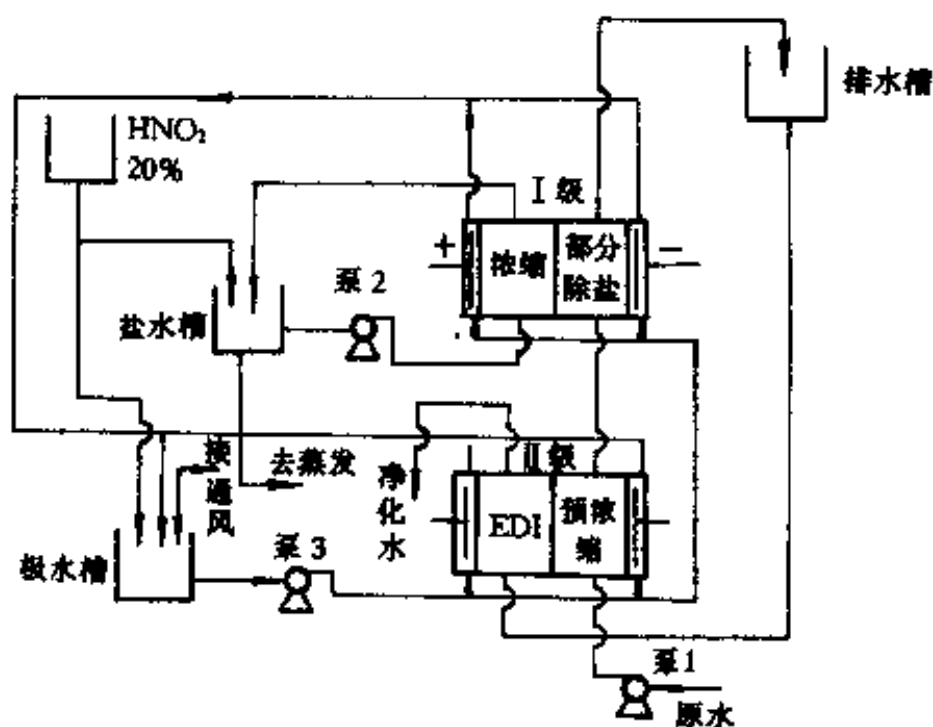 排水槽
HNO₂
20%
Ⅰ级
+
浓缩
部分
除盐
−
泵2
盐水槽
去蒸发
接通风
净化水
Ⅱ级
EDI
预浓
缩
极水槽
泵3
泵1
原水